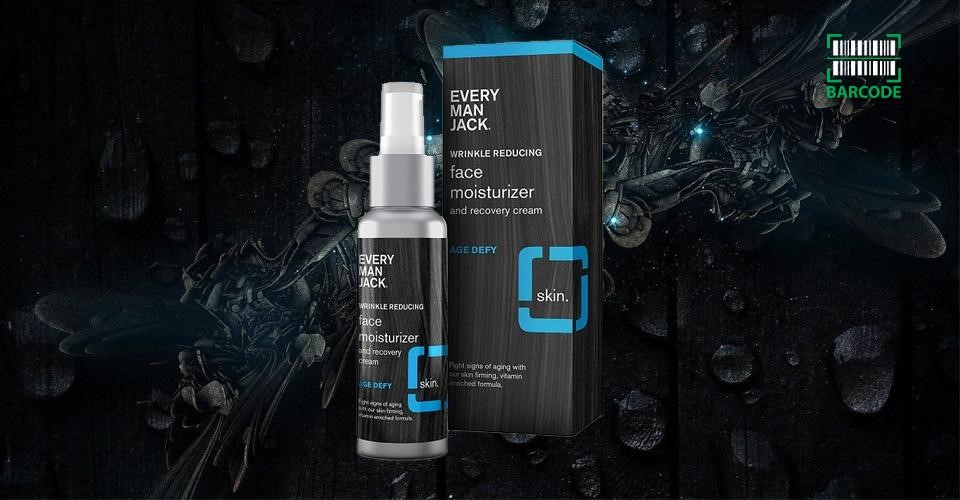 BARCODE
EVERY
MAN
JACK.
WRINKLE REDUCING
face
moisturizer
and recovery cream
AGE DEFY
skin.
Fight signs of aging with
our skin firming, vitamin
enriched formula.
EVERY
MAN
JACK.
WRINKLE REDUCING
face
moisturizer
and recovery
cream
AGE DEFY
skin.
Fight signs of aging
with our skin firming,
vitamin enriched formula.